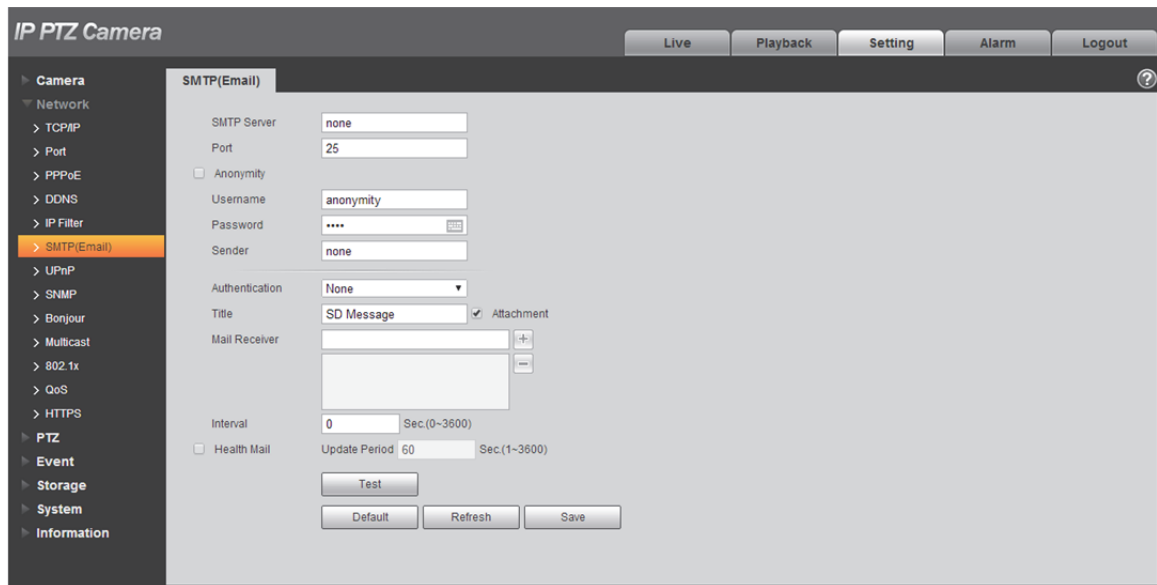 IP PTZ Camera
Live
Playback
Setting
Alarm
Logout
Camera
Network
> TCP/IP
> Port
> PPPoE
> DDNS
> IP Filter
> SMTP(Email)
> UPnP
> SNMP
> Bonjour
> Multicast
> 802.1x
> QoS
> HTTPS
PTZ
Event
Storage
System
Information
SMTP(Email)
?
SMTP Server none
Port 25
Anonymity
Username anonymity
Password ••••
Sender none
Authentication None
Title SD Message Attachment
Mail Receiver
Interval 0 Sec.(0~3600)
Health Mail Update Period 60 Sec.(1~3600)
Test
Default Refresh Save